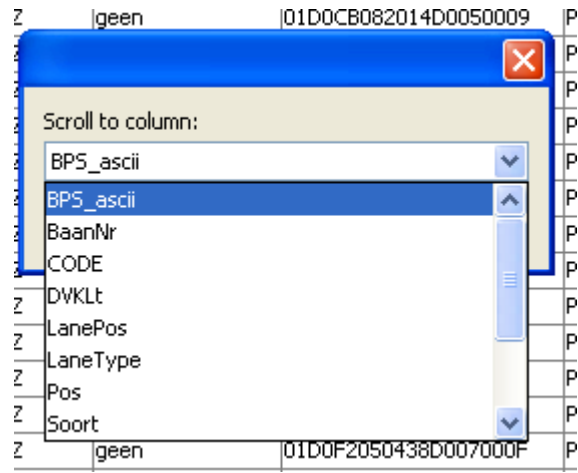 Z geen 01D0CB082014D0050009 P
Scroll to column:
BPS_ascii
BPS_ascii
BaanNr
CODE
DVKLt
LanePos
LaneType
Pos
Soort
Z geen 01D0F2050438D007000F P